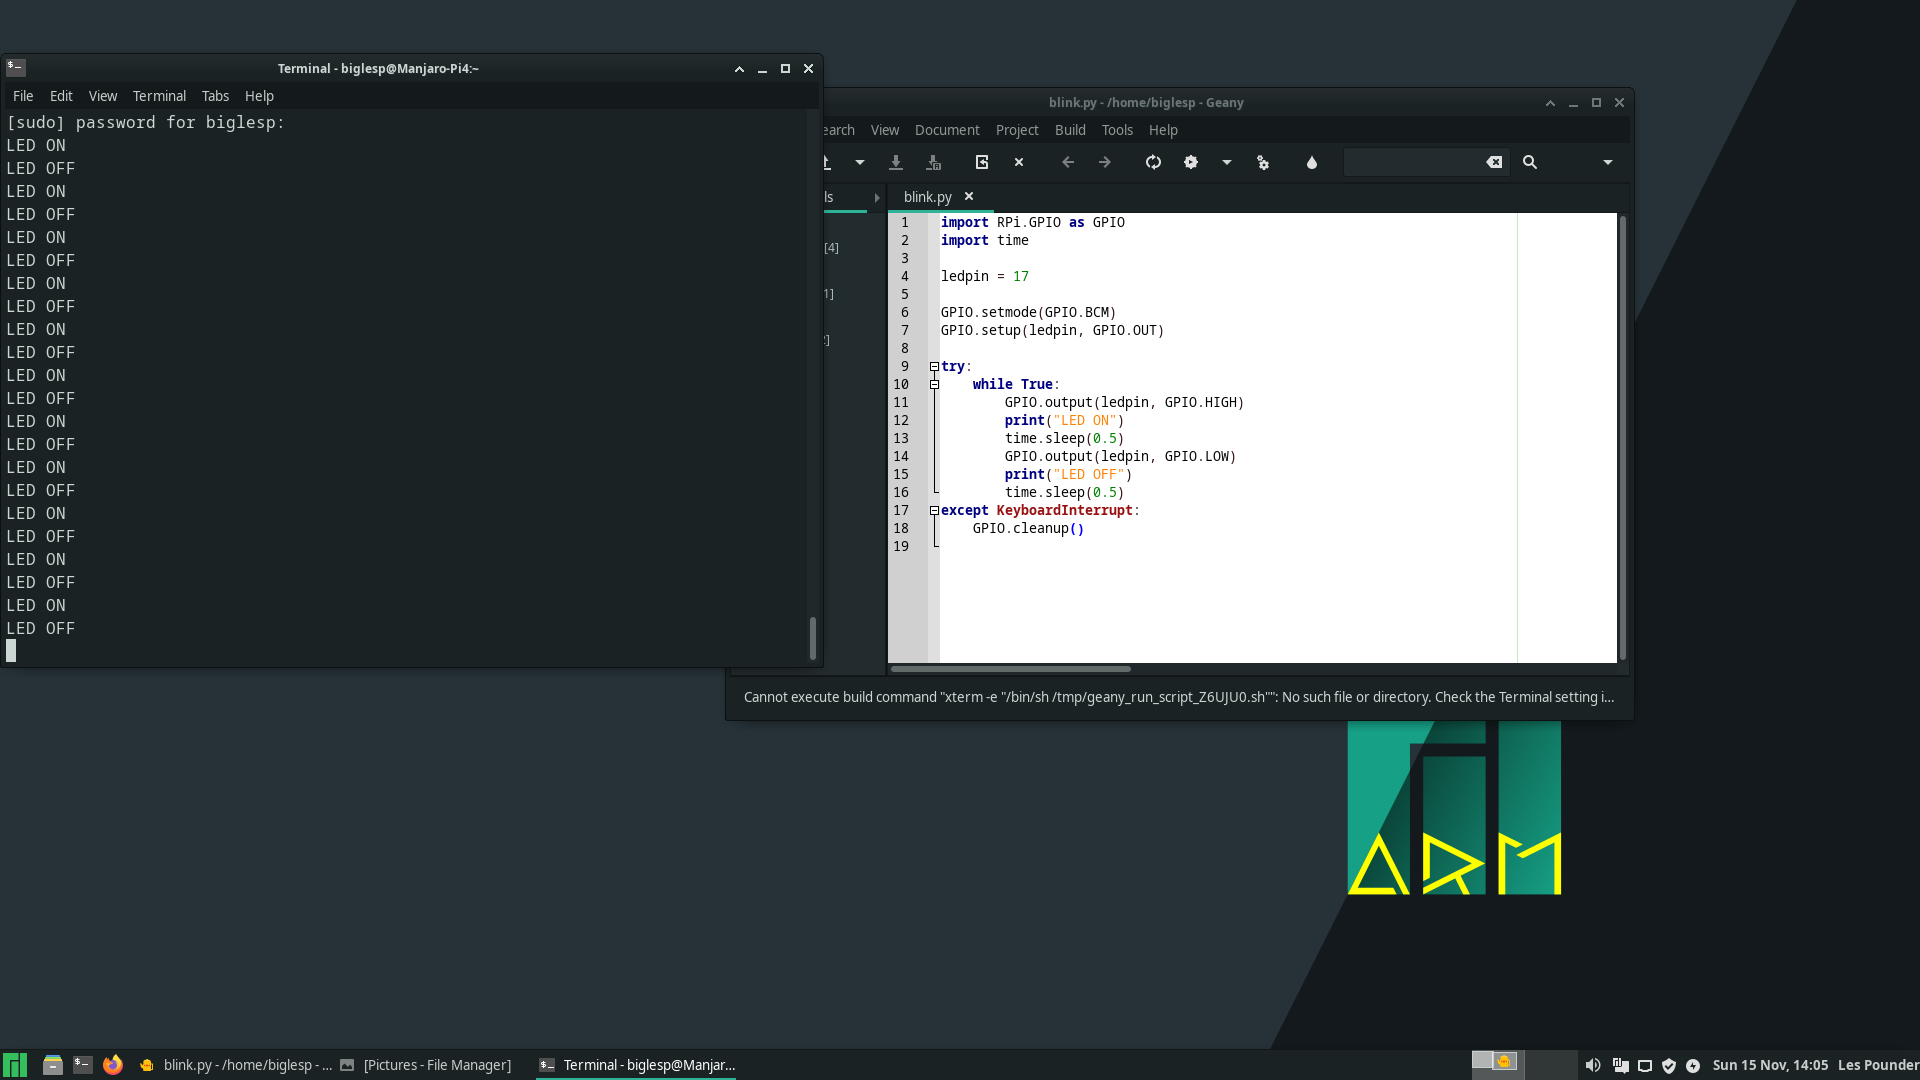 Terminal - biglesp@Manjaro-Pi4:~
File Edit View Terminal Tabs Help
[sudo] password for biglesp:
LED ON
LED OFF
LED ON
LED OFF
LED ON
LED OFF
LED ON
LED OFF
LED ON
LED OFF
LED ON
LED OFF
LED ON
LED OFF
LED ON
LED OFF
LED ON
LED OFF
LED ON
LED OFF
LED ON
LED OFF
blink.py - /home/biglesp - Geany
earch View Document Project Build Tools Help
ls
[4]
1]
]
blink.py
1 import RPi.GPIO as GPIO
2 import time
3
4 ledpin = 17
5
6 GPIO.setmode(GPIO.BCM)
7 GPIO.setup(ledpin, GPIO.OUT)
8
9 try:
10 while True:
11 GPIO.output(ledpin, GPIO.HIGH)
12 print("LED ON")
13 time.sleep(0.5)
14 GPIO.output(ledpin, GPIO.LOW)
15 print("LED OFF")
16 time.sleep(0.5)
17 except KeyboardInterrupt:
18 GPIO.cleanup()
19
Cannot execute build command "xterm -e "/bin/sh /tmp/geany_run_script_Z6UJU0.sh"": No such file or directory. Check the Terminal setting i...
ARM
blink.py - /home/biglesp - ... [Pictures - File Manager] Terminal - biglesp@Manjar... Sun 15 Nov, 14:05 Les Pounder